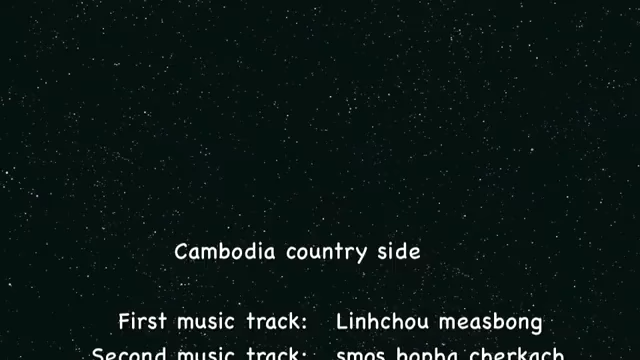 Cambodia country side
First music track: Linhchou measbong
Second music track: smos bopha cherkach